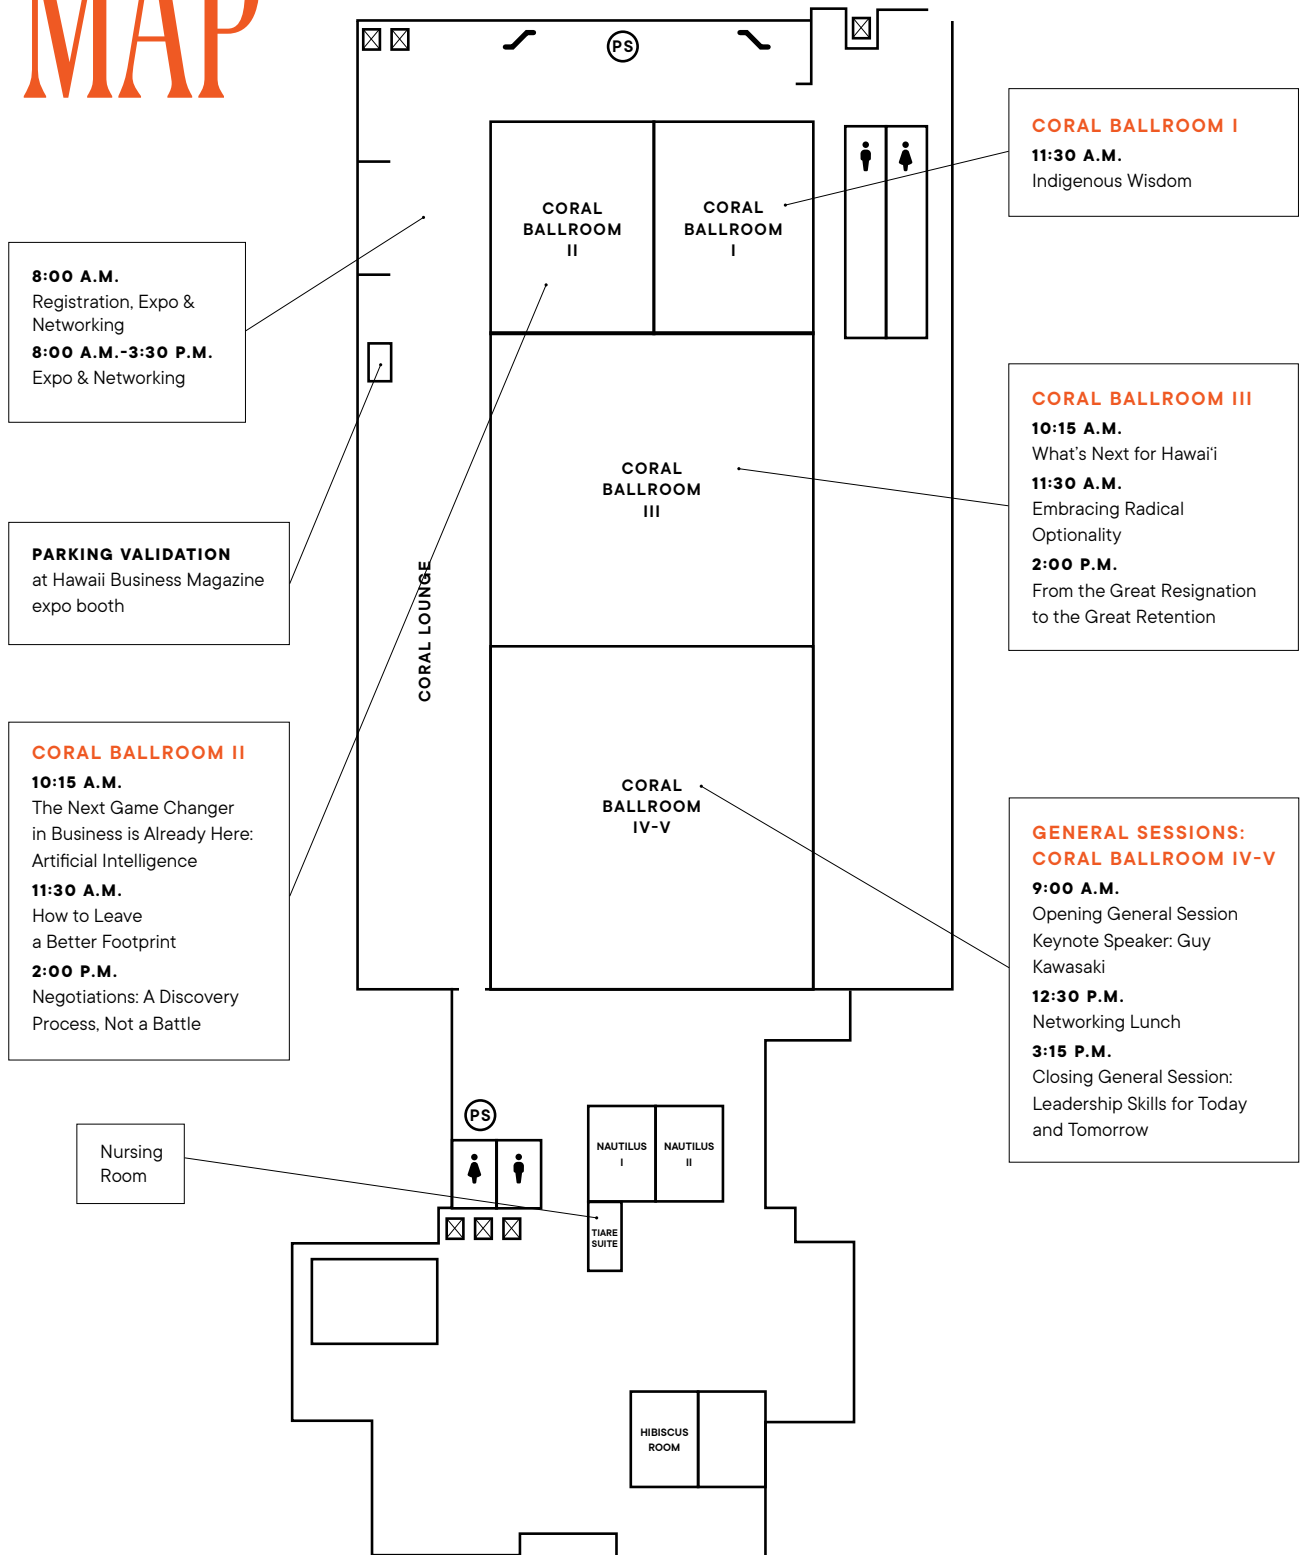 MAP
PS
CORAL
BALLROOM
II
CORAL
BALLROOM
I
CORAL BALLROOM I
11:30 A.M.
Indigenous Wisdom
8:00 A.M.
Registration, Expo &
Networking
8:00 A.M.-3:30 P.M.
Expo & Networking
CORAL
BALLROOM
III
CORAL BALLROOM III
10:15 A.M.
What's Next for Hawai‘i
11:30 A.M.
Embracing Radical
Optionality
2:00 P.M.
From the Great Resignation
to the Great Retention
PARKING VALIDATION
at Hawaii Business Magazine
expo booth
CORAL LOUNGE
CORAL BALLROOM II
10:15 A.M.
The Next Game Changer
in Business is Already Here:
Artificial Intelligence
11:30 A.M.
How to Leave
a Better Footprint
2:00 P.M.
Negotiations: A Discovery
Process, Not a Battle
CORAL
BALLROOM
IV-V
GENERAL SESSIONS:
CORAL BALLROOM IV-V
9:00 A.M.
Opening General Session
Keynote Speaker: Guy
Kawasaki
12:30 P.M.
Networking Lunch
3:15 P.M.
Closing General Session:
Leadership Skills for Today
and Tomorrow
PS
Nursing
Room
NAUTILUS
I
NAUTILUS
II
TIARE
SUITE
HIBISCUS
ROOM